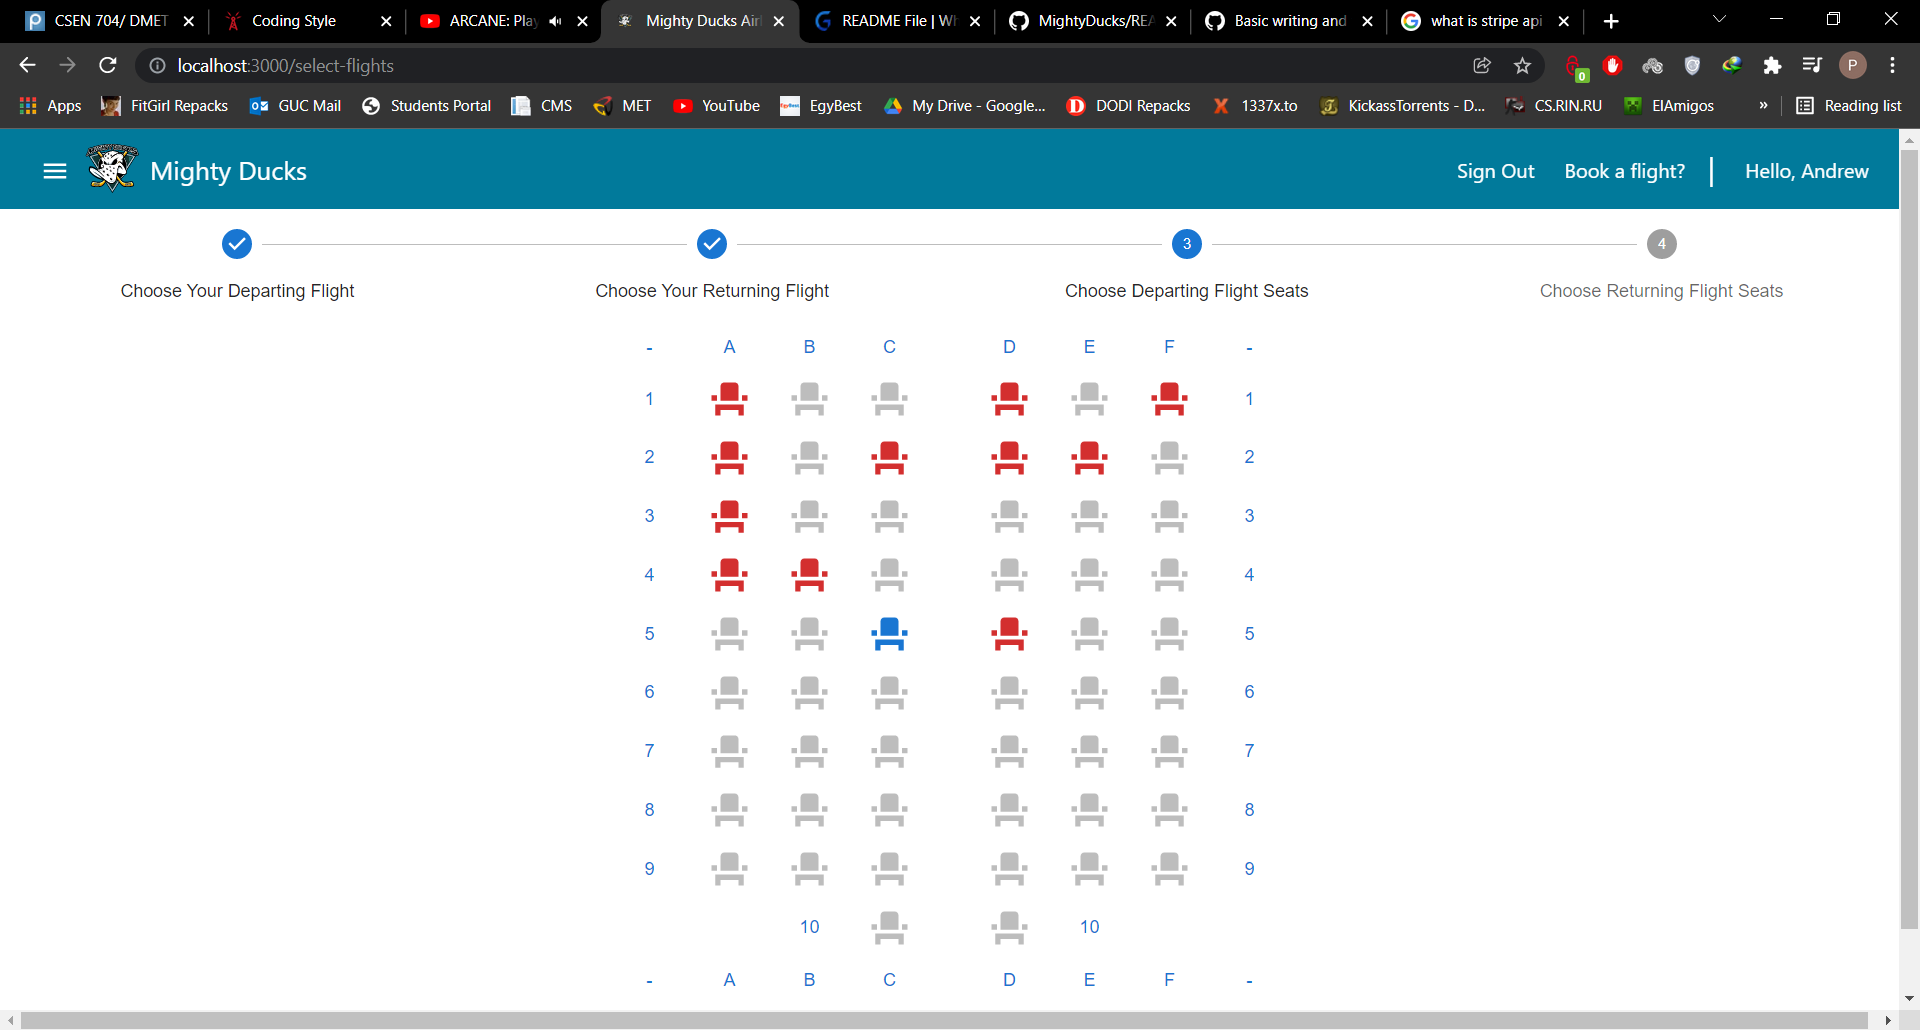 CSEN 704/ DMET
Coding Style
ARCANE: Play
Mighty Ducks Air
README File | Wh
MightyDucks/REA
Basic writing and
what is stripe api
localhost:3000/select-flights
0
P
Apps
FitGirl Repacks
GUC Mail
Students Portal
CMS
MET
YouTube
EgyBest
My Drive - Google...
DODI Repacks
1337x.to
KickassTorrents - D...
CS.RIN.RU
ElAmigos
»
Reading list
Mighty Ducks
Sign Out
Book a flight?
Hello, Andrew
3
4
Choose Your Departing Flight
Choose Your Returning Flight
Choose Departing Flight Seats
Choose Returning Flight Seats
- A B C D E F -
1 1
2 2
3 3
4 4
5 5
6 6
7 7
8 8
9 9
10 10
- A B C D E F -